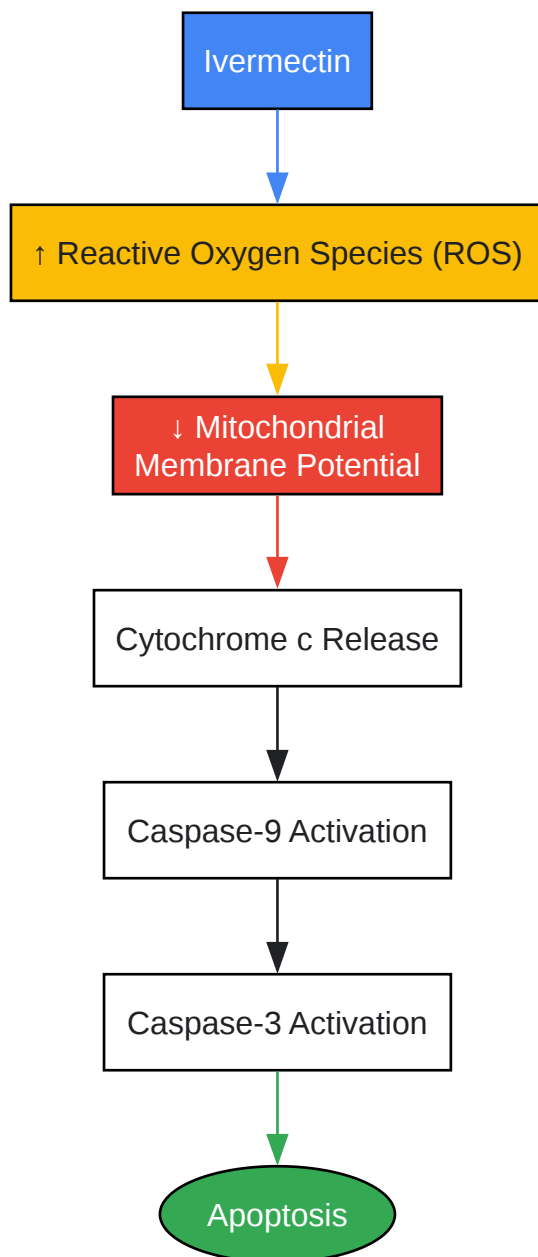 Ivermectin
↑ Reactive Oxygen Species (ROS)
↓ Mitochondrial
Membrane Potential
Cytochrome c Release
Caspase-9 Activation
Caspase-3 Activation
Apoptosis